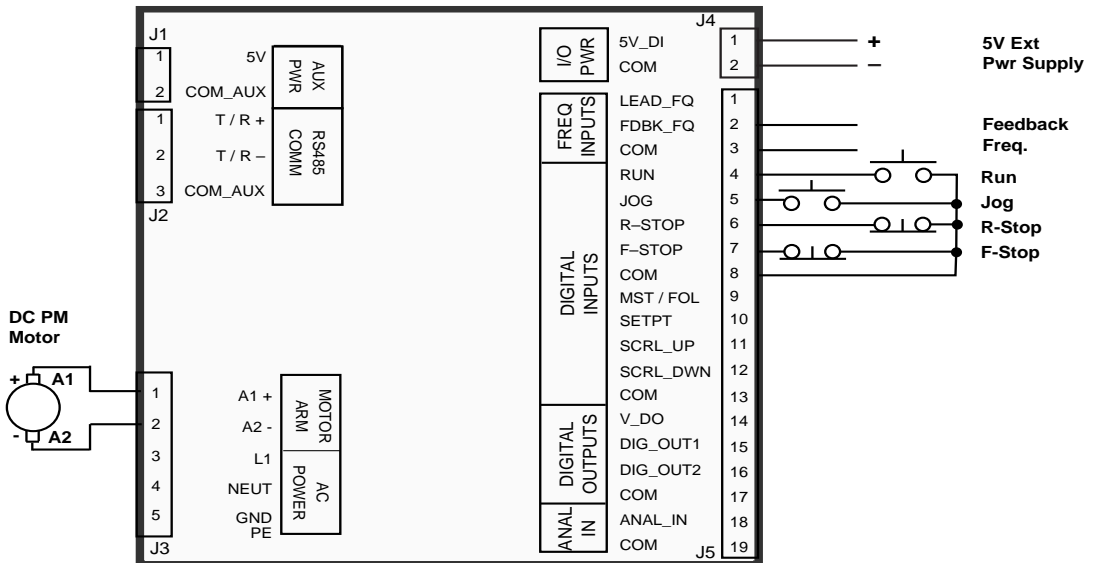 J1
1 5V
2 COM_AUX
AUX PWR
1 T / R +
2 T / R –
3 COM_AUX
RS485 COMM
J2
DC PM
Motor
+ A1
- A2
1 A1 +
2 A2 -
MOTOR ARM
3 L1
4 NEUT
5 GND PE
AC POWER
J3
J4
I/O PWR
5V_DI 1 +
COM 2 –
5V Ext
Pwr Supply
FREQ INPUTS
LEAD_FQ 1
FDBK_FQ 2
COM 3
Feedback
Freq.
DIGITAL INPUTS
RUN 4 Run
JOG 5 Jog
R–STOP 6 R-Stop
F–STOP 7 F-Stop
COM 8
MST / FOL 9
SETPT 10
SCRL_UP 11
SCRL_DWN 12
COM 13
DIGITAL OUTPUTS
V_DO 14
DIG_OUT1 15
DIG_OUT2 16
COM 17
ANAL IN
ANAL_IN 18
COM 19
J5